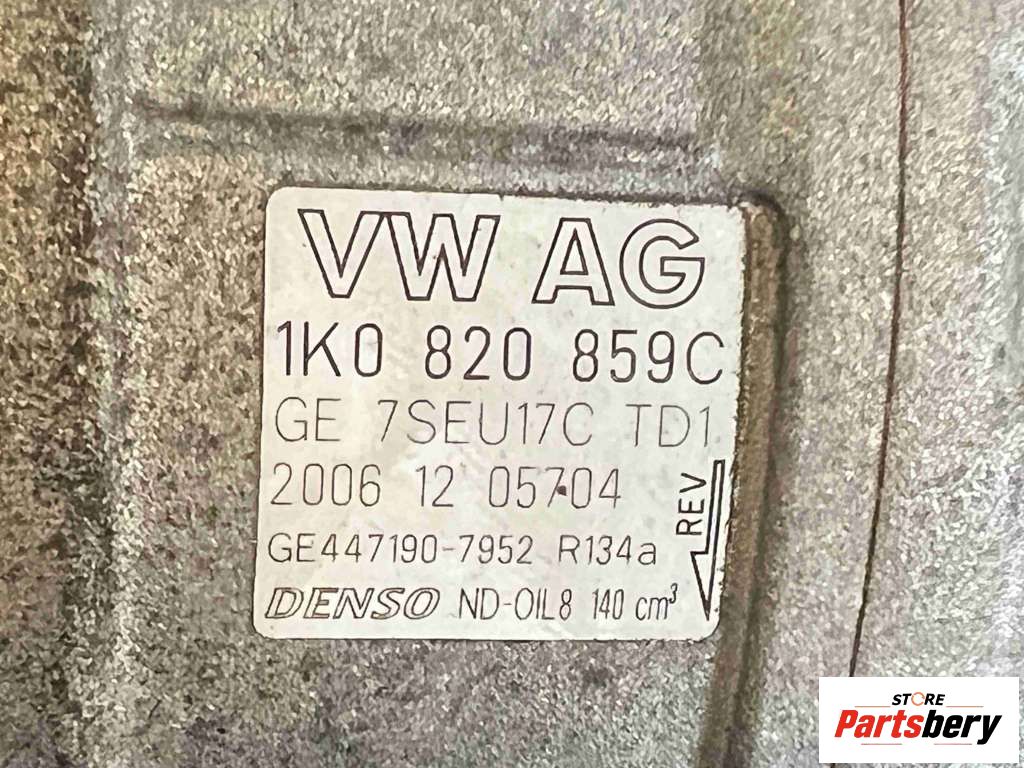 VW AG
1K0 820 859C
GE 7SEU17C TD1
2006 12 05704
GE447190-7952 R134a
DENSO ND-OIL8 140 cm³
REV
STORE
Partsbery